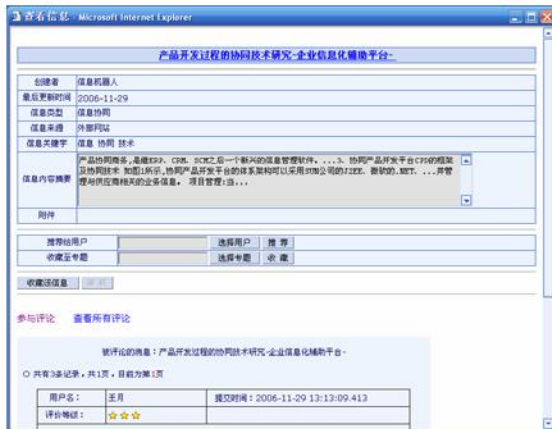 查看信息 - Microsoft Internet Explorer
产品开发过程的协同技术研究-企业信息化辅助平台-
创建者 信息机器人
最后更新时间 2006-11-29
信息类型 信息协同
信息来源 外部网站
信息关键字 信息 协同 技术
信息内容摘要 产品协同商务,是继ERP、CRM、SCM之后一个新兴的信息管理软件。...3、协同产品开发平台CPD的框架
及协同技术 如图1所示,协同产品开发平台的体系架构可以采用SUN公司的J2EE、微软的.NET、...并管
理与供应商相关的业务信息。 项目管理:当...
附件
推荐给用户 选择用户 推 荐
收藏至专题 选择专题 收 藏
收藏该信息
参与评论 查看所有评论
被评论的消息：产品开发过程的协同技术研究-企业信息化辅助平台-
共有3条记录，共1页，目前为第1页
用户名： 王月 提交时间：2006-11-29 13:13:09.413
评价等级： ☆☆☆